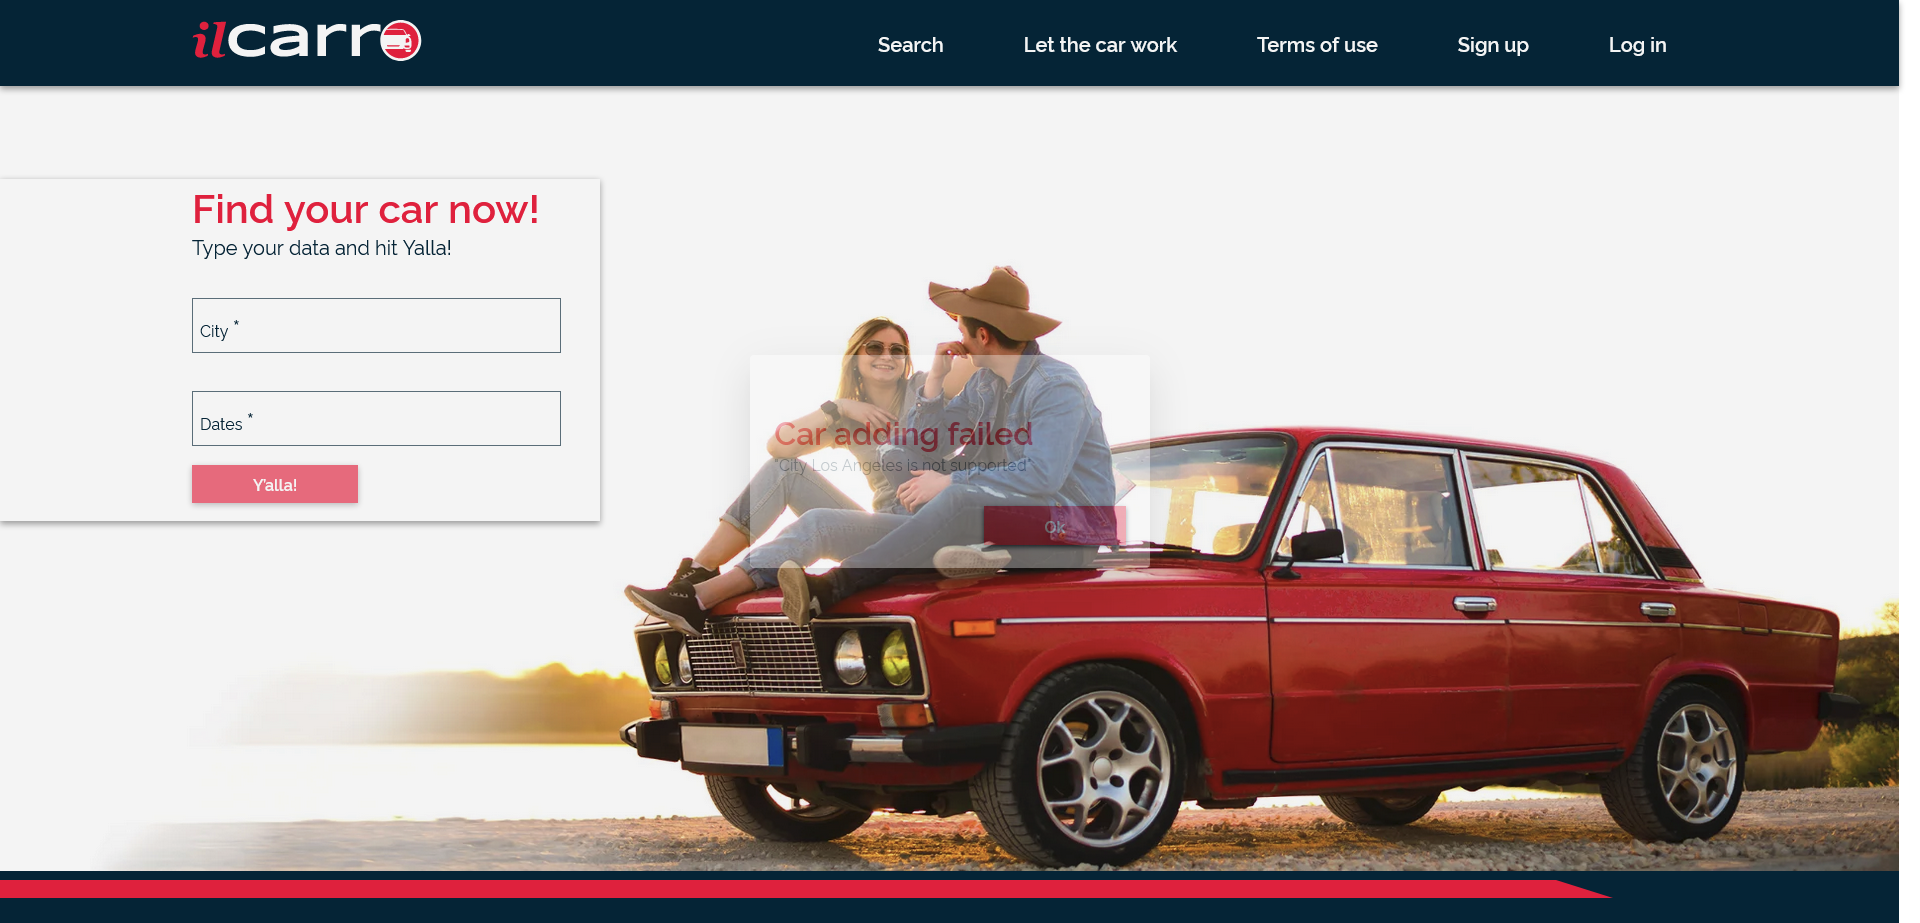 ilcarro
Search
Let the car work
Terms of use
Sign up
Log in
Find your car now!
Type your data and hit Yalla!
City *
Dates *
Y'alla!
Car adding failed
"City Los Angeles is not supported"
Ok